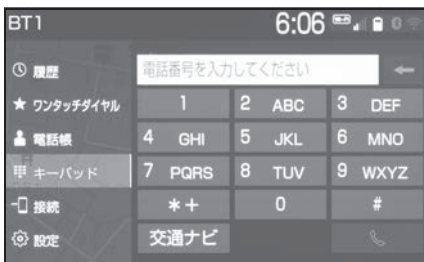 BT1 6:06
履歴
ワンタッチダイヤル
電話帳
キーパッド
接続
設定
電話番号を入力してください
1 2 ABC 3 DEF
4 GHI 5 JKL 6 MNO
7 PQRS 8 TUV 9 WXYZ
*+ 0 #
交通ナビ